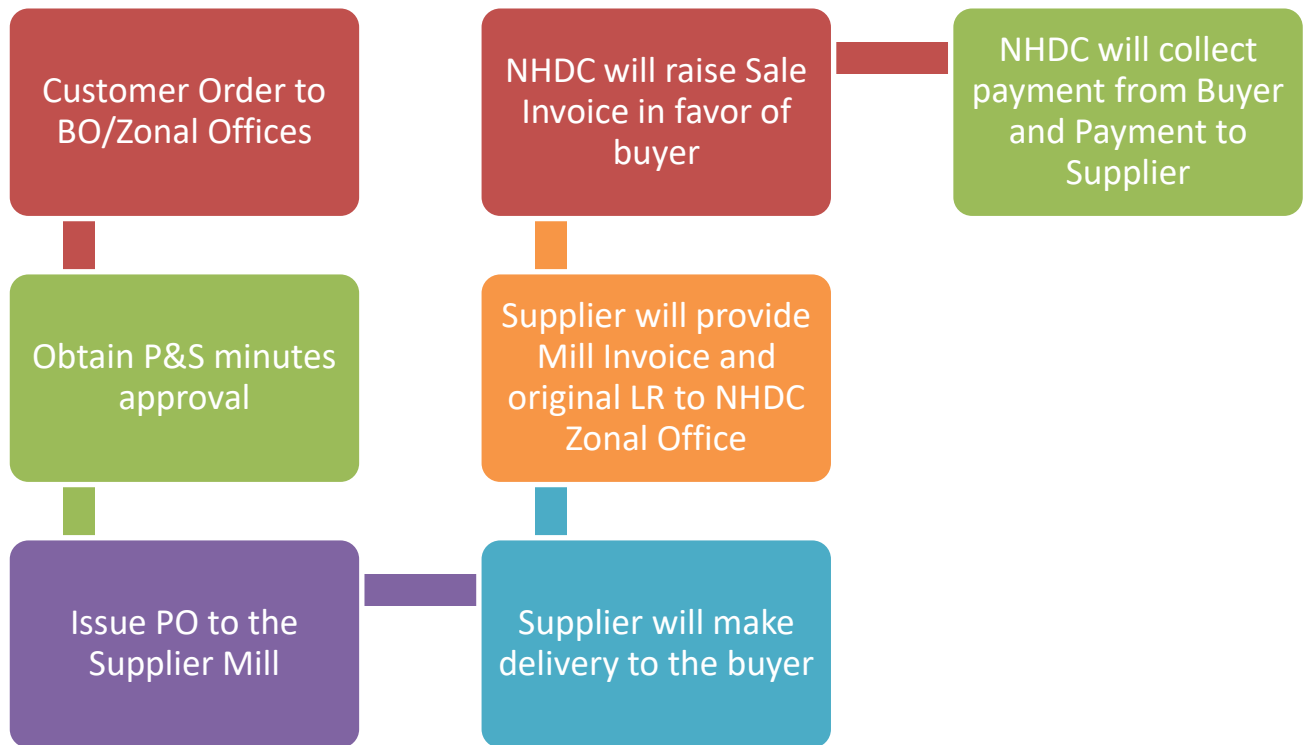 Customer Order to
BO/Zonal Offices
Obtain P&S minutes
approval
Issue PO to the
Supplier Mill
Supplier will make
delivery to the buyer
Supplier will provide
Mill Invoice and
original LR to NHDC
Zonal Office
NHDC will raise Sale
Invoice in favor of
buyer
NHDC will collect
payment from Buyer
and Payment to
Supplier